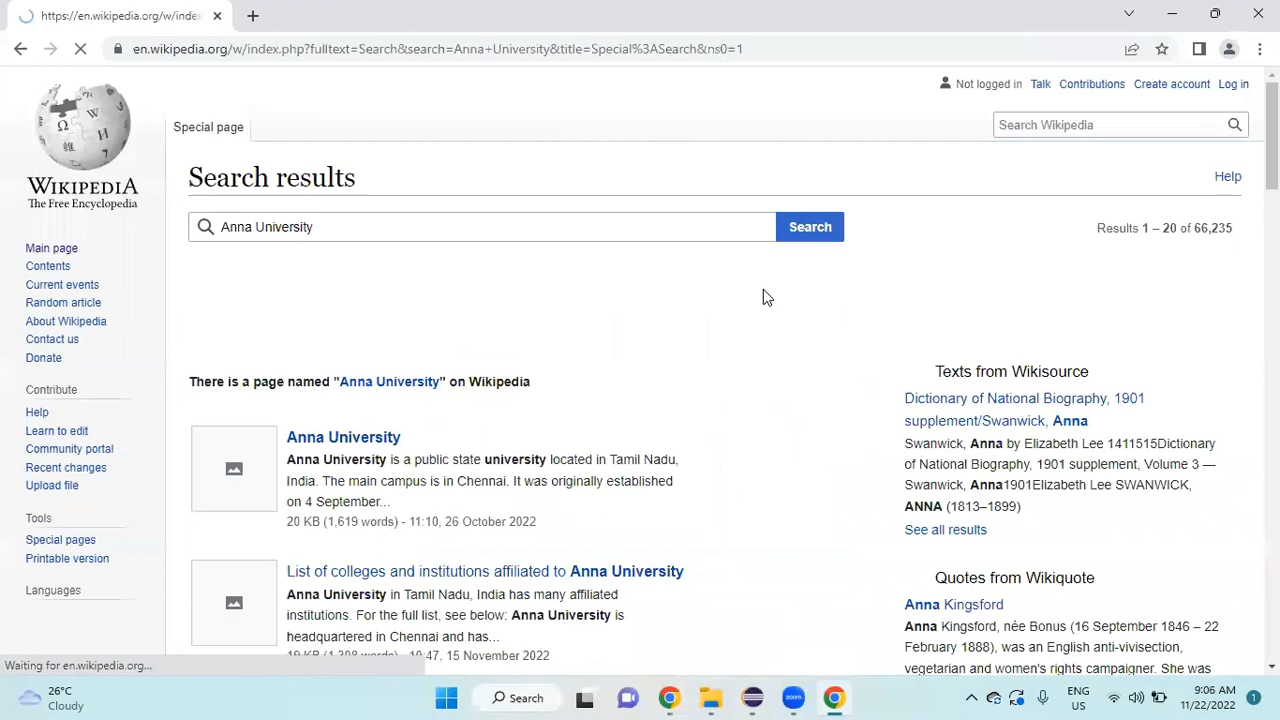 https://en.wikipedia.org/w/index
en.wikipedia.org/w/index.php?fulltext=Search&search=Anna+University&title=Special%3ASearch&ns0=1
Not logged in Talk Contributions Create account Log in
Special page
Search Wikipedia
WIKIPEDIA
The Free Encyclopedia
Search results
Help
Anna University
Search
Results 1 – 20 of 66,235
Main page
Contents
Current events
Random article
About Wikipedia
Contact us
Donate
Contribute
Help
Learn to edit
Community portal
Recent changes
Upload file
Tools
Special pages
Printable version
Languages
There is a page named "Anna University" on Wikipedia
Anna University
Anna University is a public state university located in Tamil Nadu,
India. The main campus is in Chennai. It was originally established
on 4 September...
20 KB (1,619 words) - 11:10, 26 October 2022
List of colleges and institutions affiliated to Anna University
Anna University in Tamil Nadu, India has many affiliated
institutions. For the full list, see below: Anna University is
headquartered in Chennai and has...
19 KB (1,308 words) - 10:47, 15 November 2022
Texts from Wikisource
Dictionary of National Biography, 1901
supplement/Swanwick, Anna
Swanwick, Anna by Elizabeth Lee 1411515Dictionary
of National Biography, 1901 supplement, Volume 3 —
Swanwick, Anna1901Elizabeth Lee SWANWICK,
ANNA (1813–1899)
See all results
Quotes from Wikiquote
Anna Kingsford
Anna Kingsford, née Bonus (16 September 1846 – 22
February 1888), was an English anti-vivisection,
vegetarian and women's rights campaigner. She was
Waiting for en.wikipedia.org...
26°C
Cloudy
Search
zoom
ENG
US
9:06 AM
11/22/2022
1